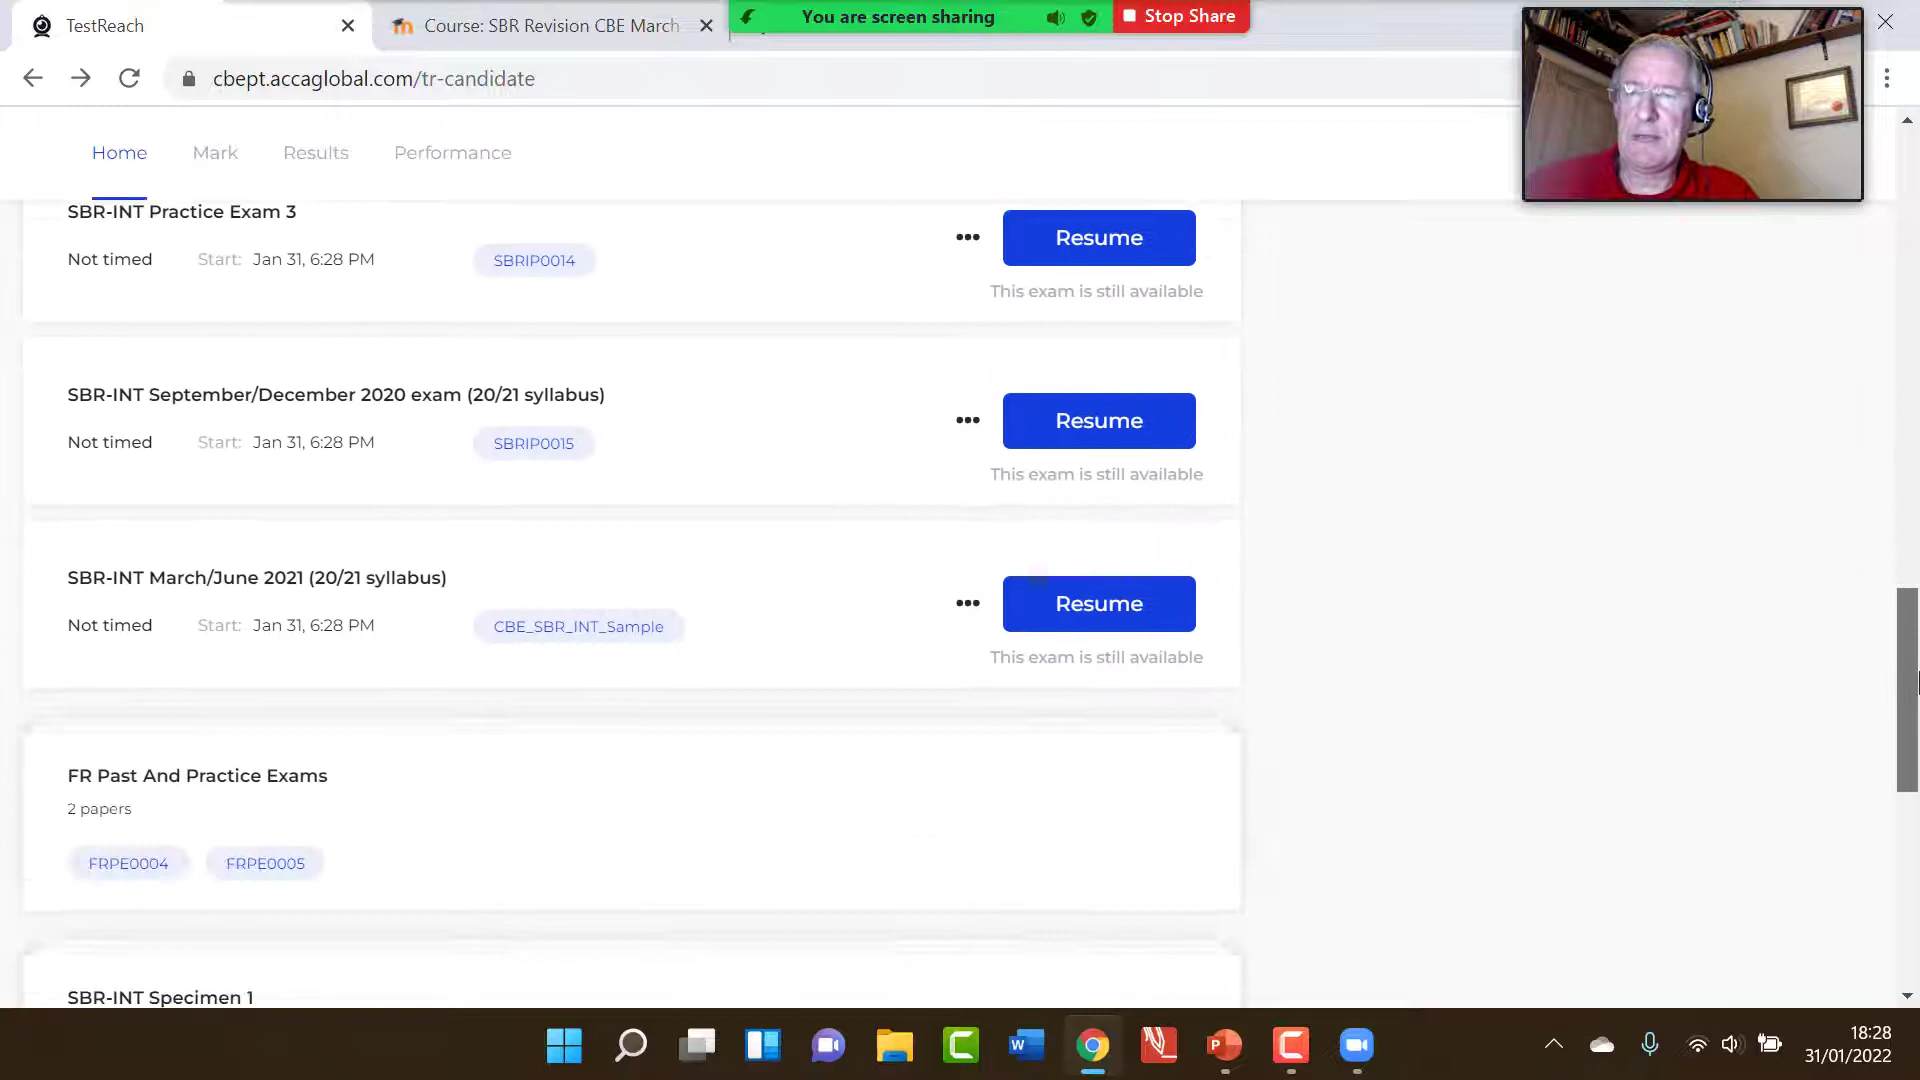 TestReach
Course: SBR Revision CBE March
You are screen sharing
Stop Share
cbept.accaglobal.com/tr-candidate
Home
Mark
Results
Performance
SBR-INT Practice Exam 3
Not timed
Start: Jan 31, 6:28 PM
SBRIP0014
Resume
This exam is still available
SBR-INT September/December 2020 exam (20/21 syllabus)
Not timed
Start: Jan 31, 6:28 PM
SBRIP0015
Resume
This exam is still available
SBR-INT March/June 2021 (20/21 syllabus)
Not timed
Start: Jan 31, 6:28 PM
CBE_SBR_INT_Sample
Resume
This exam is still available
FR Past And Practice Exams
2 papers
FRPE0004
FRPE0005
SBR-INT Specimen 1
18:28
31/01/2022